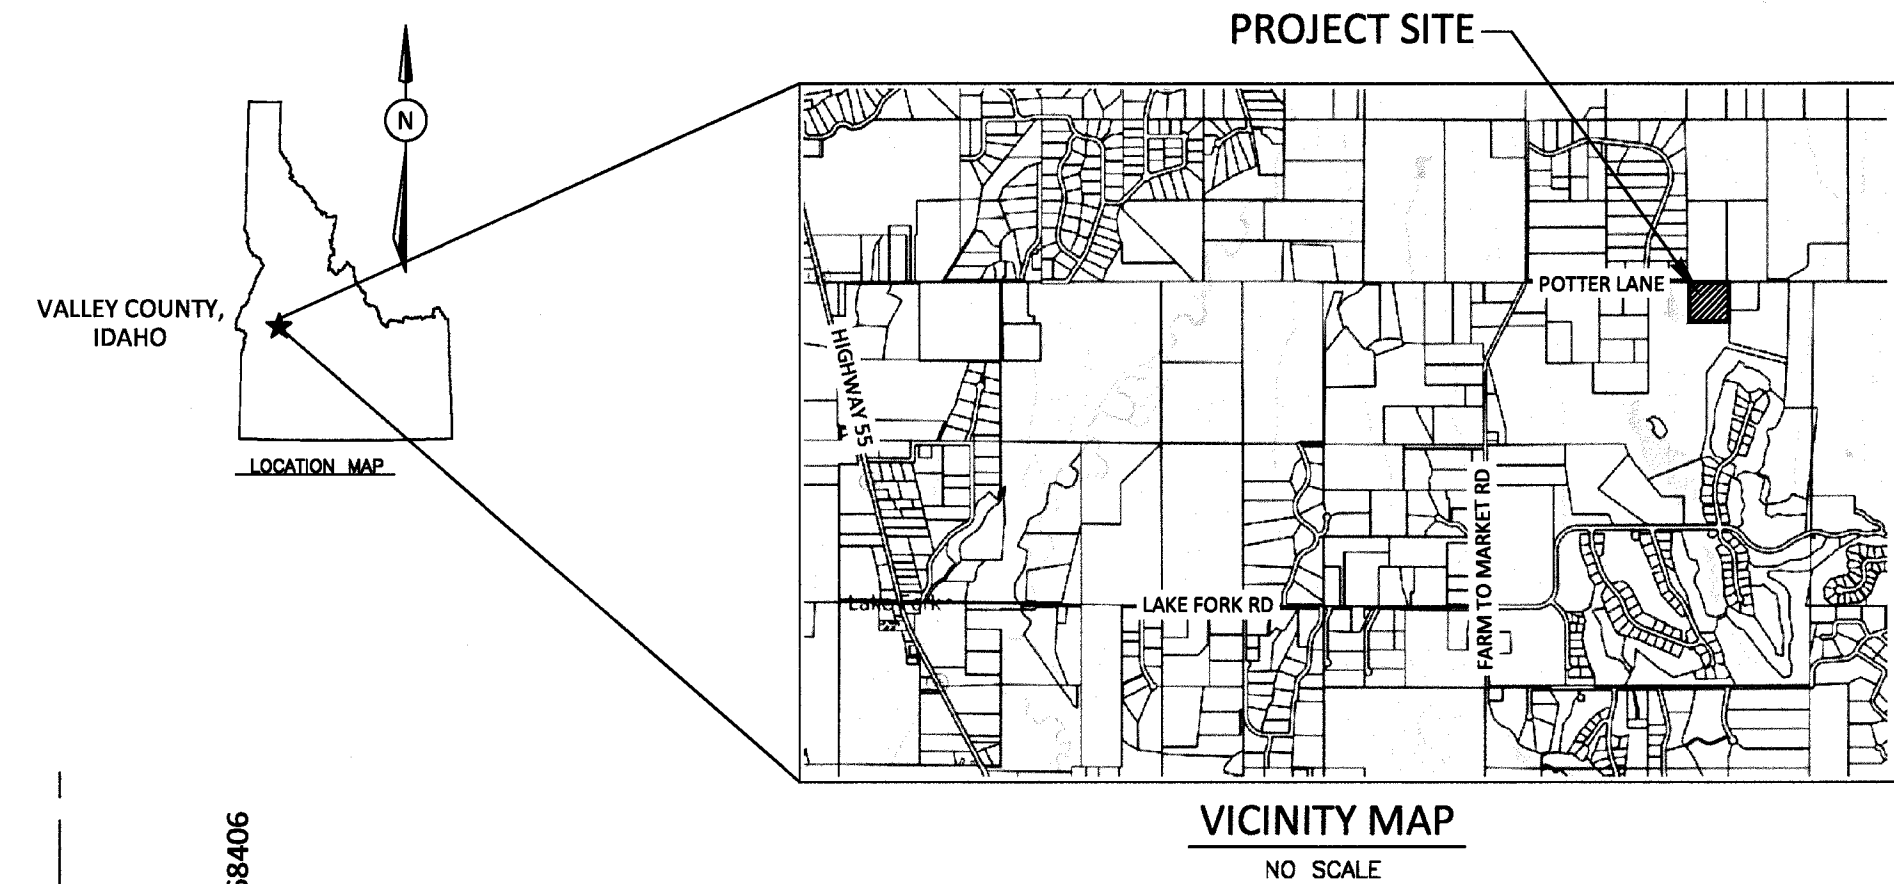 PROJECT SITE
N
VALLEY COUNTY,
IDAHO
LOCATION MAP
POTTER LANE
HIGHWAY 55
FARM TO MARKET RD
LAKE FORK RD
VICINITY MAP
NO SCALE
68406